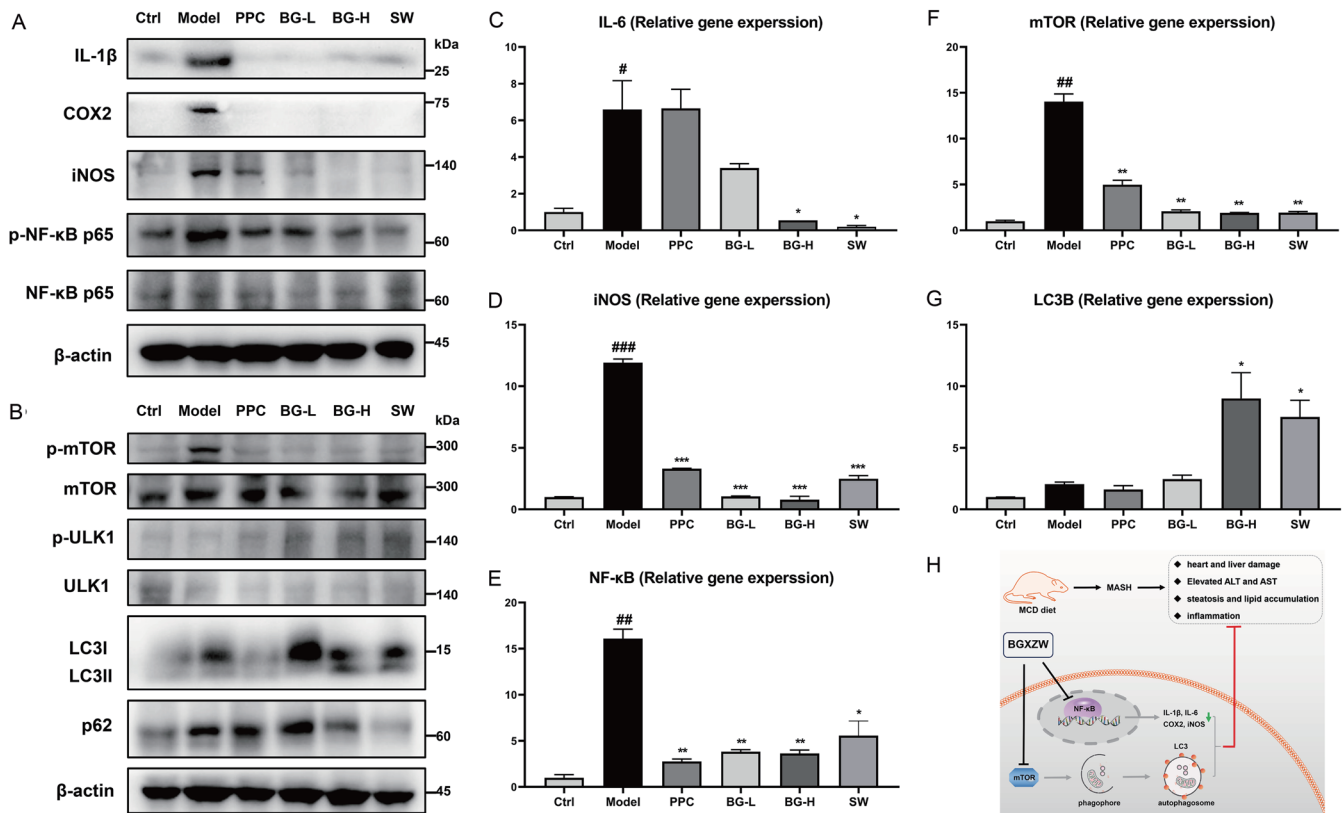 A
Ctrl Model PPC BG-L BG-H SW
kDa
IL-1β
25
COX2
75
iNOS
140
p-NF-κB p65
60
NF-κB p65
60
β-actin
45
B
Ctrl Model PPC BG-L BG-H SW
kDa
p-mTOR
300
mTOR
300
p-ULK1
140
ULK1
140
LC3I
15
LC3II
p62
60
β-actin
45
C
IL-6 (Relative gene experssion)
10
8
6
4
2
0
#
*
*
Ctrl Model PPC BG-L BG-H SW
D
iNOS (Relative gene experssion)
15
10
5
0
###
***
***
***
***
Ctrl Model PPC BG-L BG-H SW
E
NF-κB (Relative gene experssion)
20
15
10
5
0
##
**
**
**
*
Ctrl Model PPC BG-L BG-H SW
F
mTOR (Relative gene experssion)
20
15
10
5
0
##
**
**
**
**
Ctrl Model PPC BG-L BG-H SW
G
LC3B (Relative gene experssion)
15
10
5
0
*
*
Ctrl Model PPC BG-L BG-H SW
H
MCD diet
MASH
◆ heart and liver damage
◆ Elevated ALT and AST
◆ steatosis and lipid accumulation
◆ inflammation
BGXZW
NF-κB
IL-1β, IL-6
COX2, iNOS
LC3
mTOR
phagophore
autophagosome